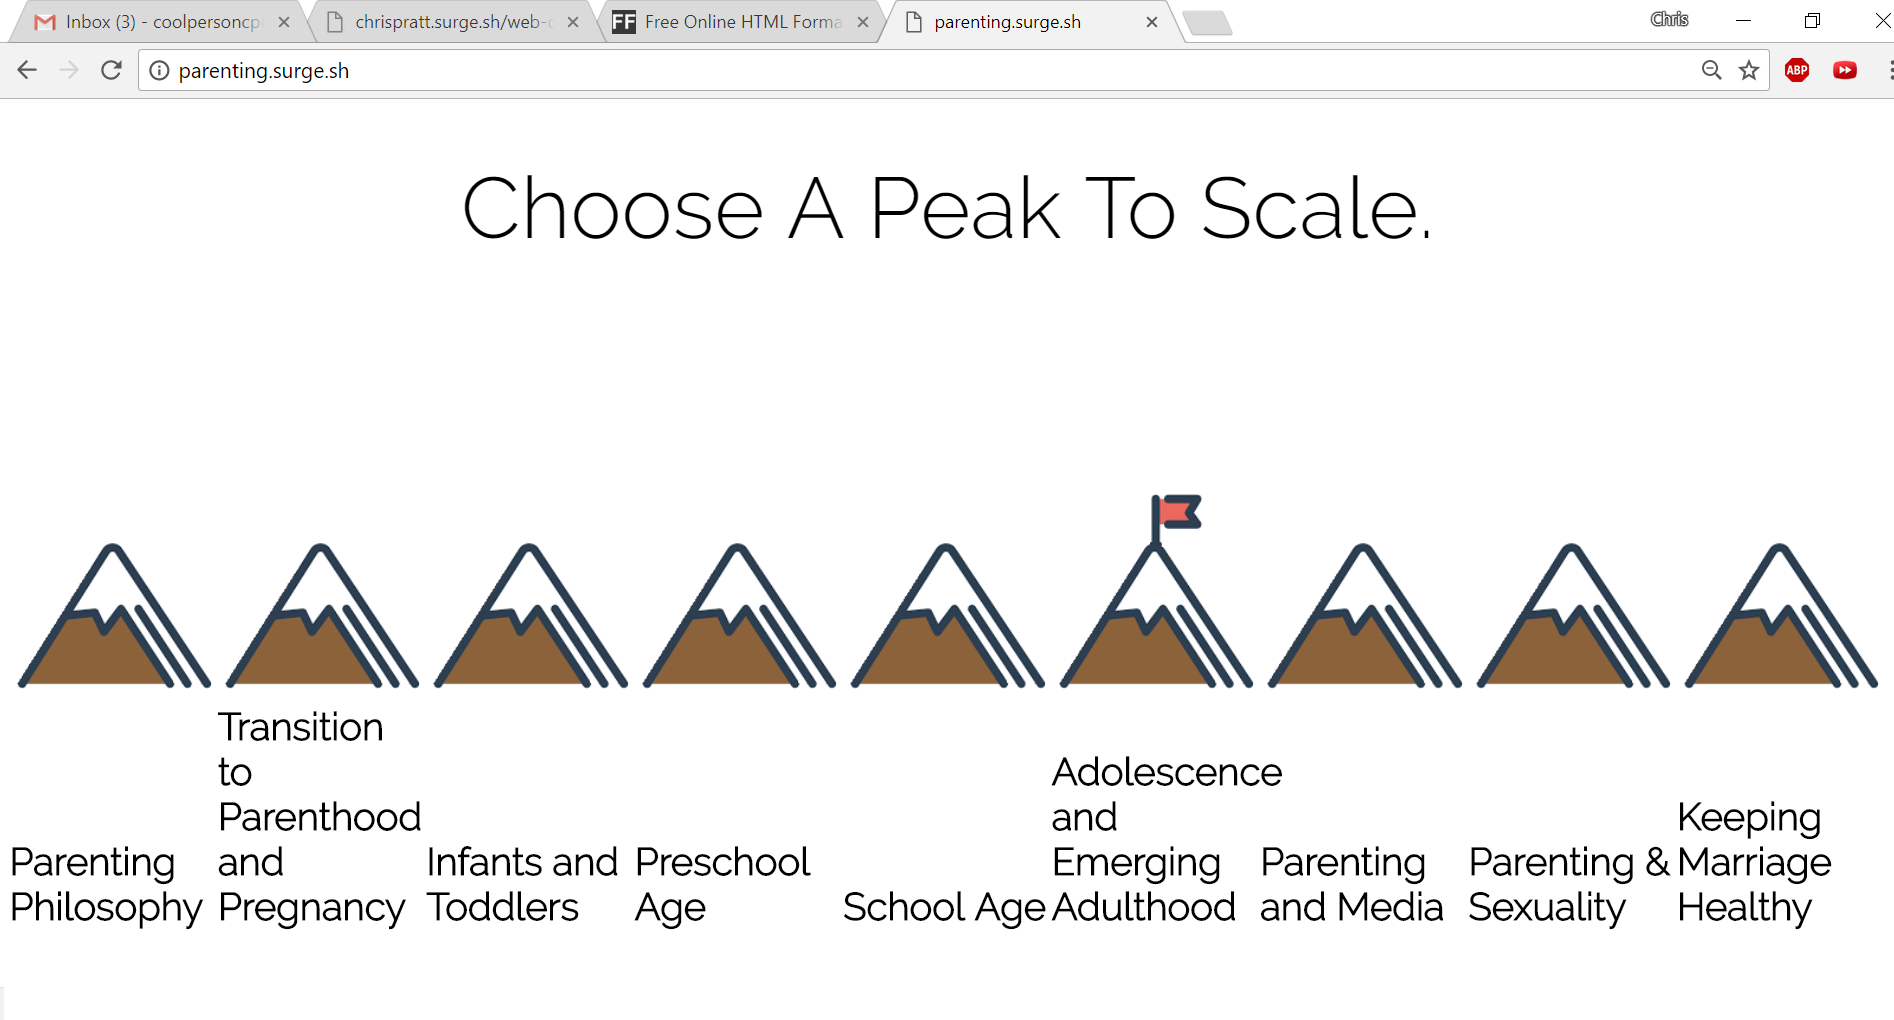 Inbox (3) - coolpersoncp
chrispratt.surge.sh/web-
FF
Free Online HTML Forma
parenting.surge.sh
Chris
parenting.surge.sh
ABP
Choose A Peak To Scale.
Parenting
Philosophy
Transition
to
Parenthood
and
Pregnancy
Infants and
Toddlers
Preschool
Age
School Age
Adolescence
and
Emerging
Adulthood
Parenting
and Media
Parenting &
Sexuality
Keeping
Marriage
Healthy